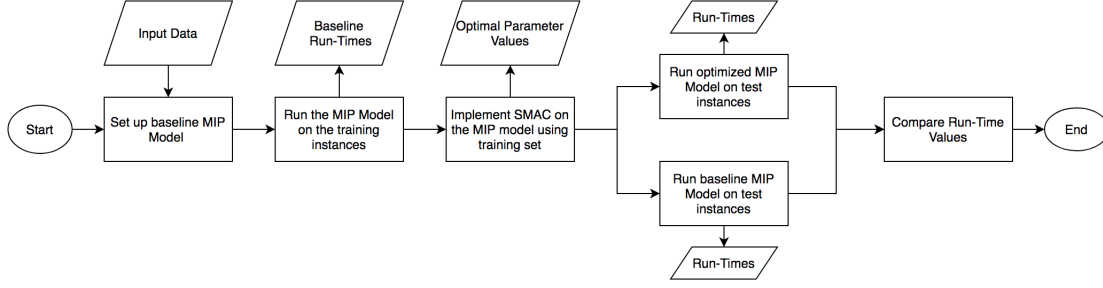 Input Data
Baseline
Run-Times
Optimal Parameter
Values
Run-Times
Start
Set up baseline MIP
Model
Run the MIP Model
on the training
instances
Implement SMAC on
the MIP model using
training set
Run optimized MIP
Model on test
instances
Run baseline MIP
Model on test
instances
Run-Times
Compare Run-Time
Values
End